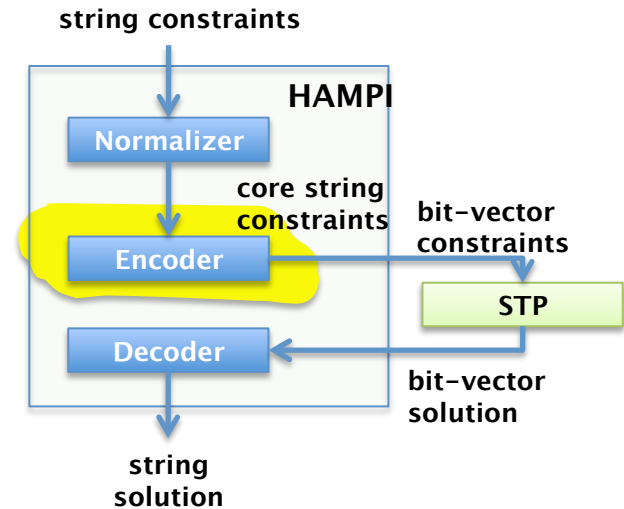 string constraints
HAMPI
Normalizer
core string
constraints
bit-vector
constraints
Encoder
STP
Decoder
bit-vector
solution
string
solution